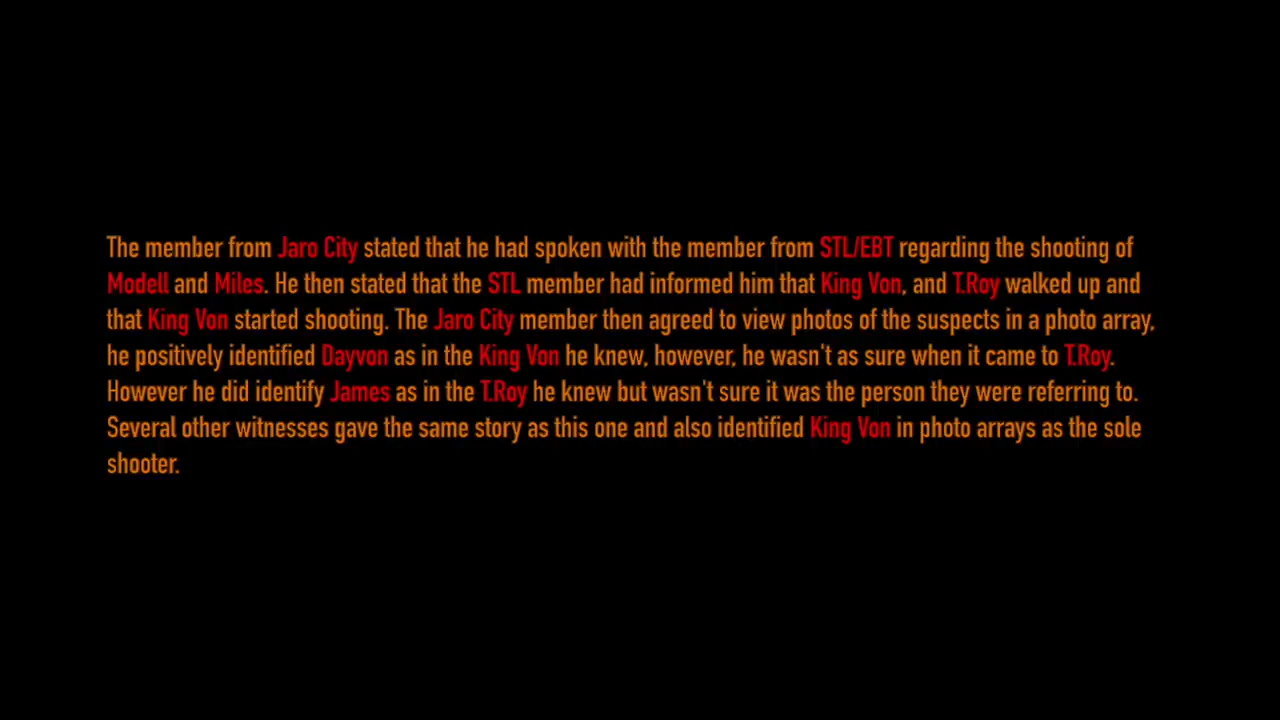 The member from Jaro City stated that he had spoken with the member from STL/EBT regarding the shooting of
Modell and Miles. He then stated that the STL member had informed him that King Von, and T.Roy walked up and
that King Von started shooting. The Jaro City member then agreed to view photos of the suspects in a photo array,
he positively identified Dayvon as in the King Von he knew, however, he wasn't as sure when it came to T.Roy.
However he did identify James as in the T.Roy he knew but wasn't sure it was the person they were referring to.
Several other witnesses gave the same story as this one and also identified King Von in photo arrays as the sole
shooter.